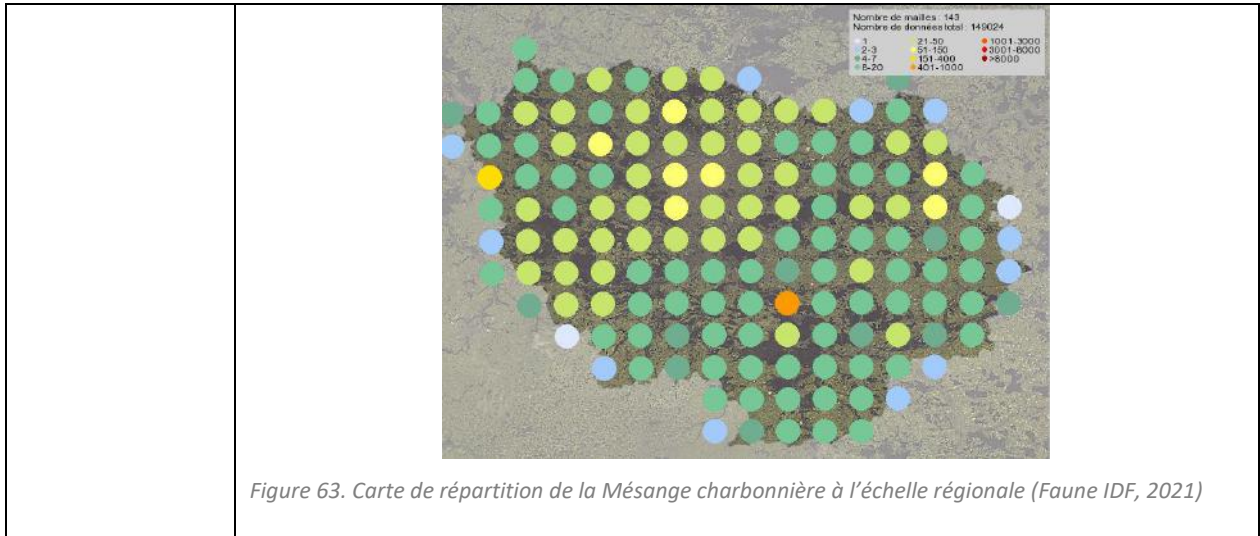 Nombre de mailles : 143
Nombre de données total : 149024
1 21-50 1001-3000
2-3 51-150 3001-6000
4-7 151-400 >6000
8-20 401-1000
Figure 63. Carte de répartition de la Mésange charbonnière à l’échelle régionale (Faune IDF, 2021)